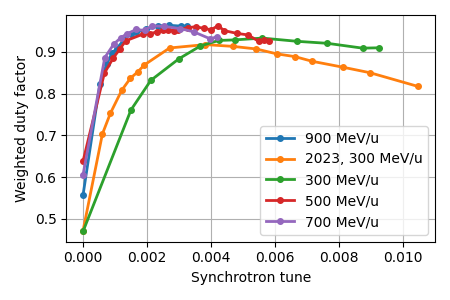 Weighted duty factor
0.9
0.8
0.7
0.6
0.5
900 MeV/u
2023, 300 MeV/u
300 MeV/u
500 MeV/u
700 MeV/u
0.000 0.002 0.004 0.006 0.008 0.010
Synchrotron tune